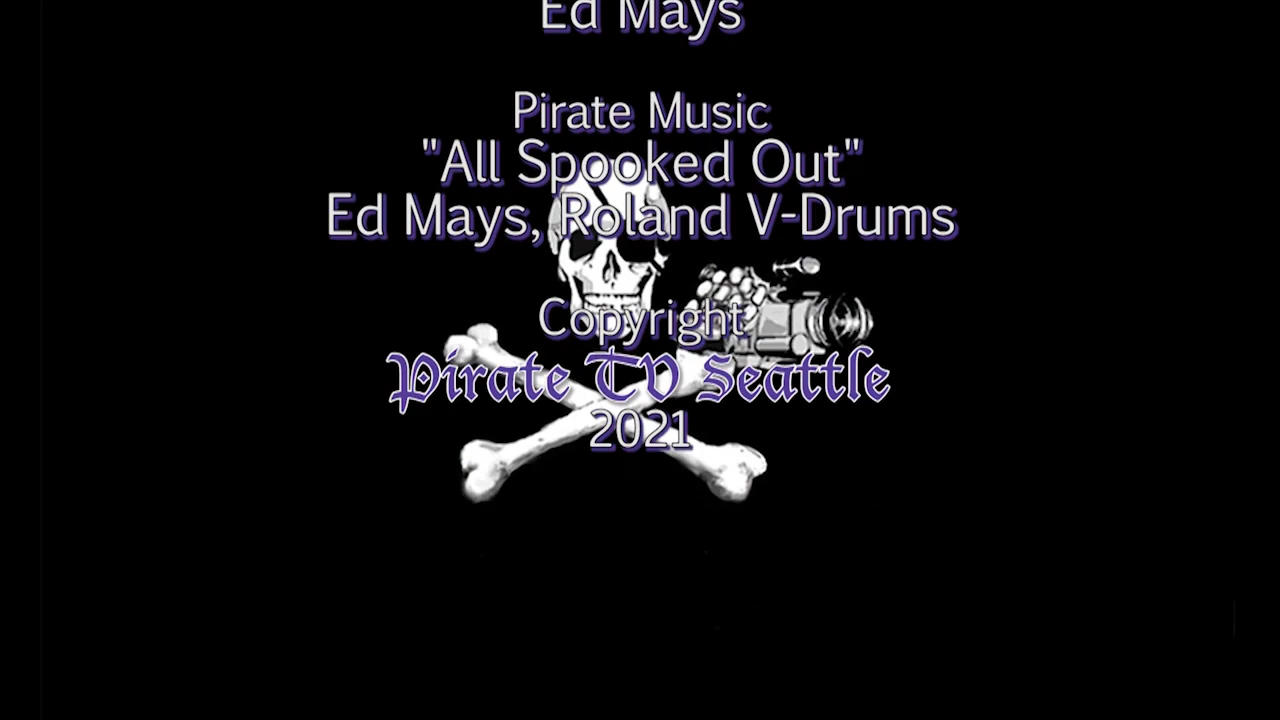 Ed Mays
Pirate Music
"All Spooked Out"
Ed Mays, Roland V-Drums
Copyright
Pirate TV Seattle
2021